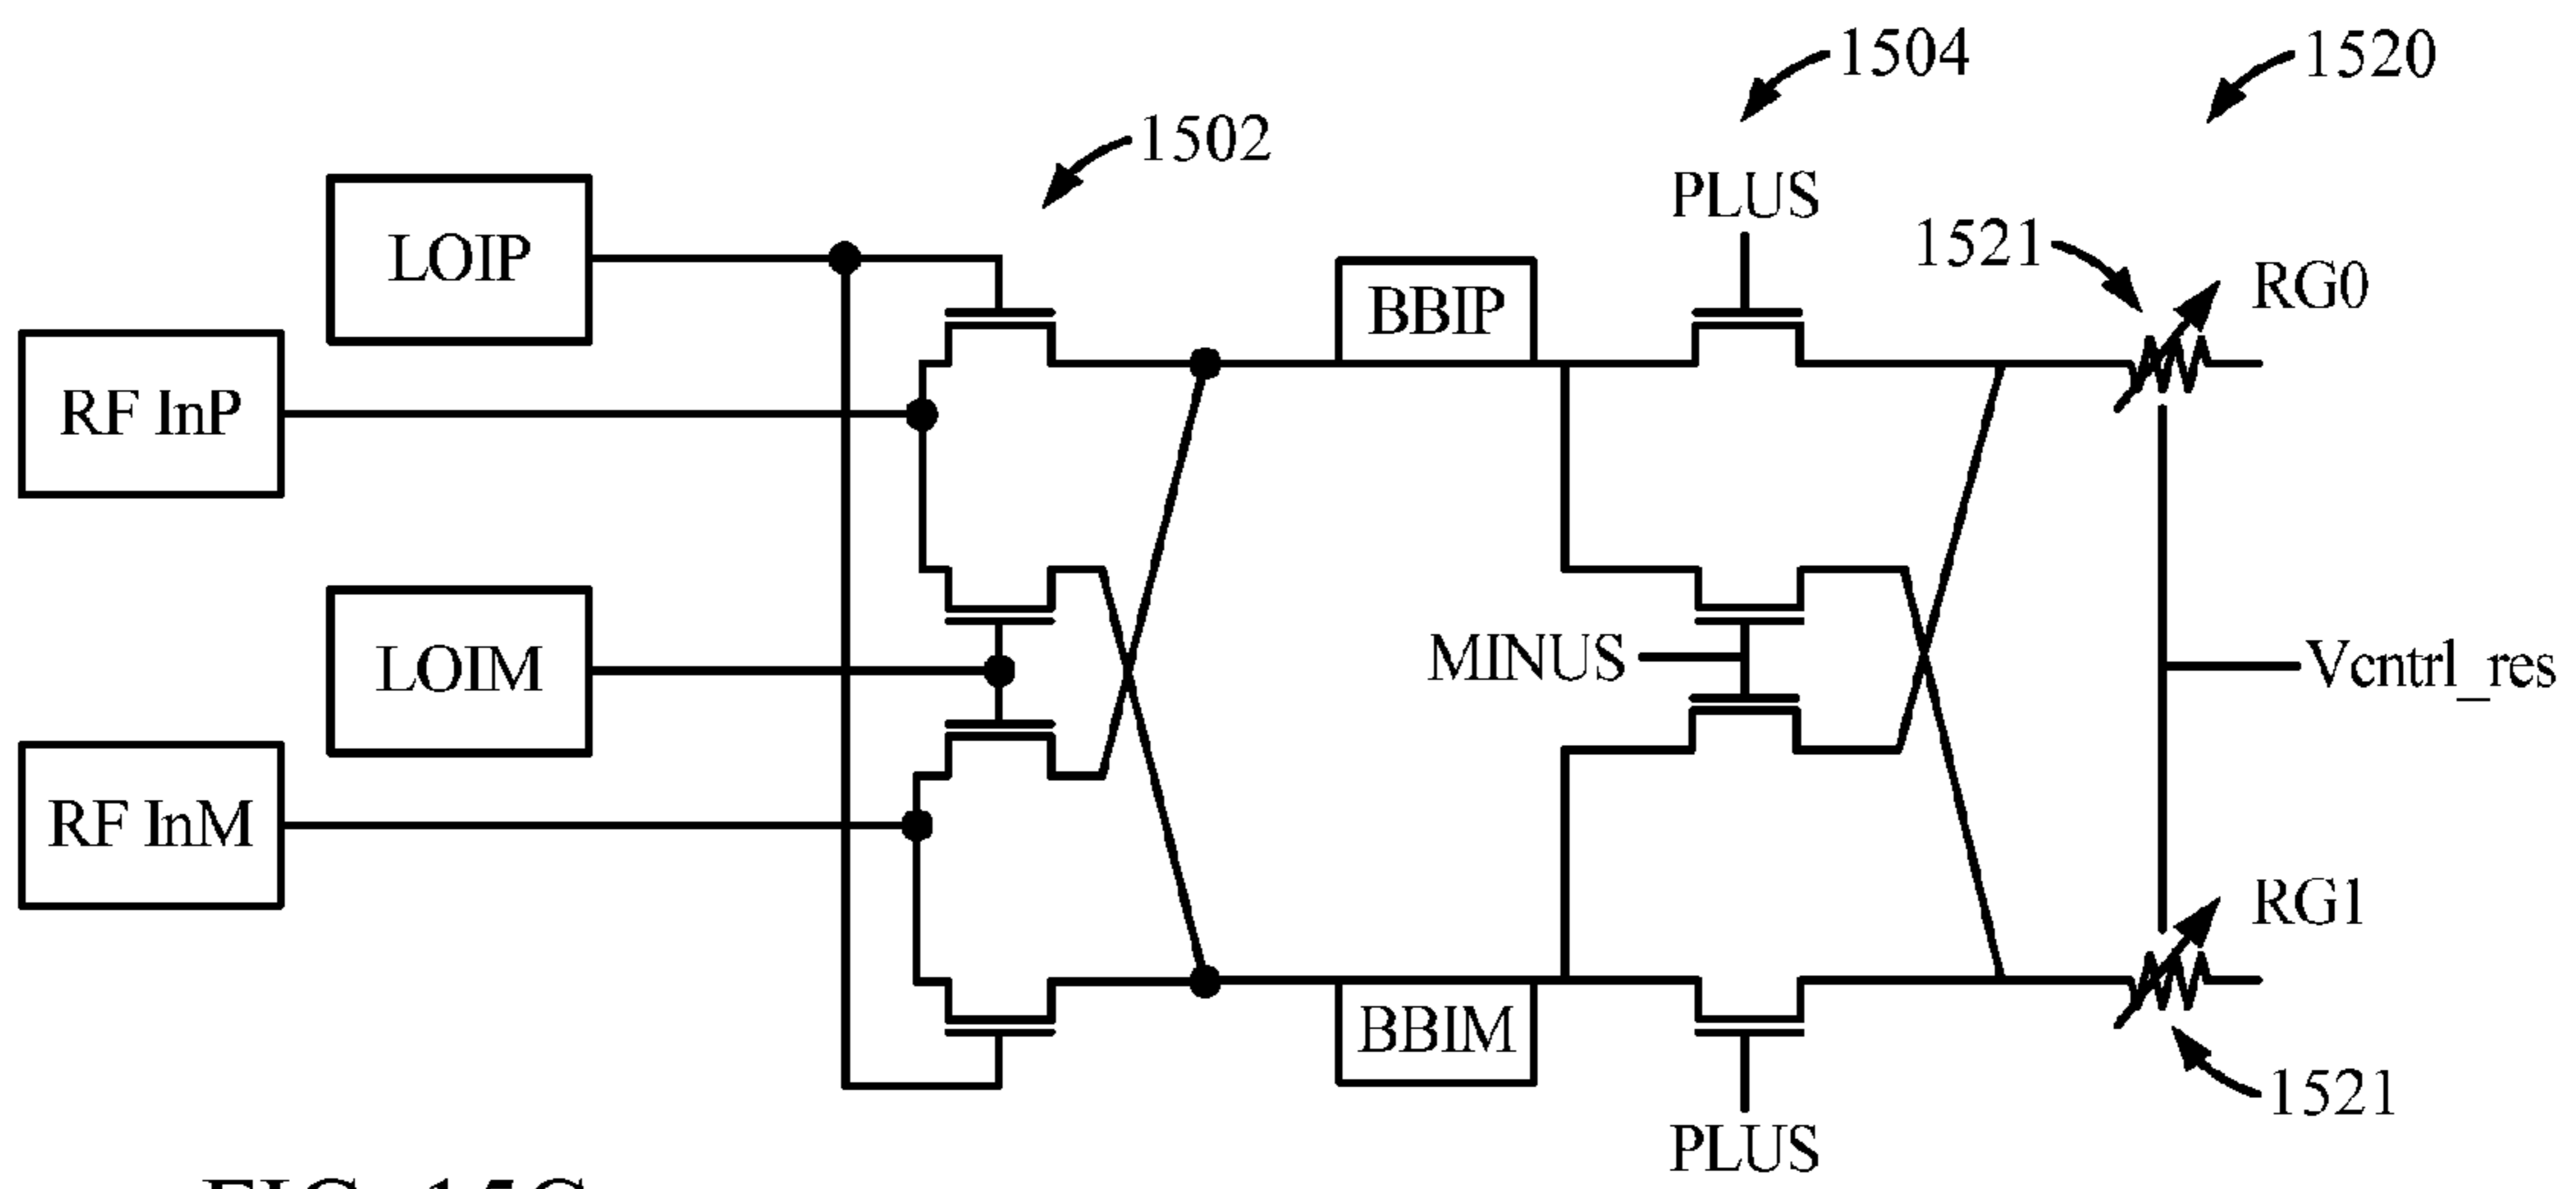 1504
1520
1502
PLUS
1521
LOIP
BBIP
RG0
RF InP
MINUS
LOIM
Vcntrl_res
RF InM
RG1
BBIM
1521
PLUS